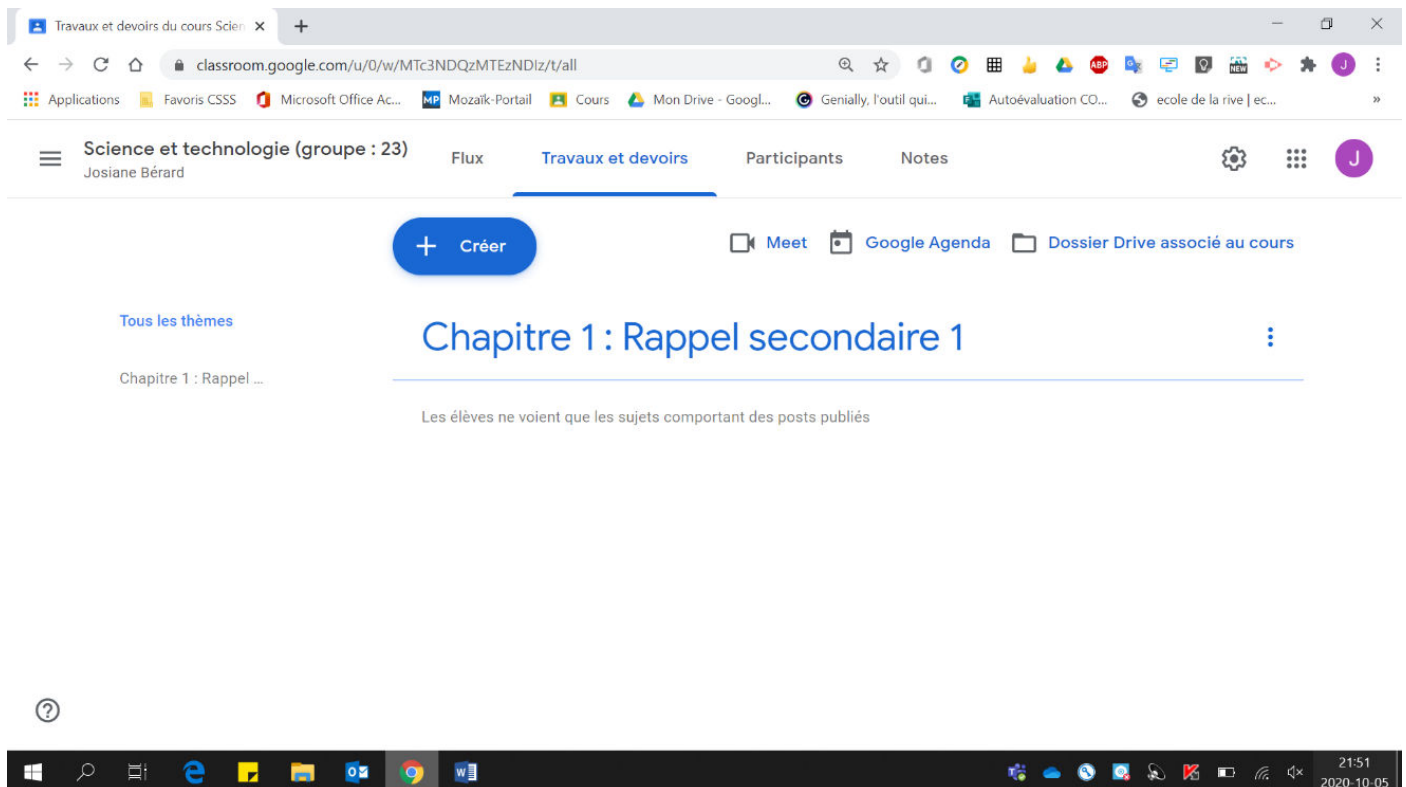 Travaux et devoirs du cours Scien
classroom.google.com/u/0/w/MTc3NDQzMTEzNDIz/t/all
Applications Favoris CSSS Microsoft Office Ac... Mozaïk-Portail Cours Mon Drive - Googl... Genially, l'outil qui... Autoévaluation CO... ecole de la rive | ec... »
Science et technologie (groupe : 23)
Josiane Bérard
Flux Travaux et devoirs Participants Notes
J
Créer
Meet Google Agenda Dossier Drive associé au cours
Tous les thèmes
Chapitre 1 : Rappel secondaire 1
Chapitre 1 : Rappel ...
Les élèves ne voient que les sujets comportant des posts publiés
21:51
2020-10-05